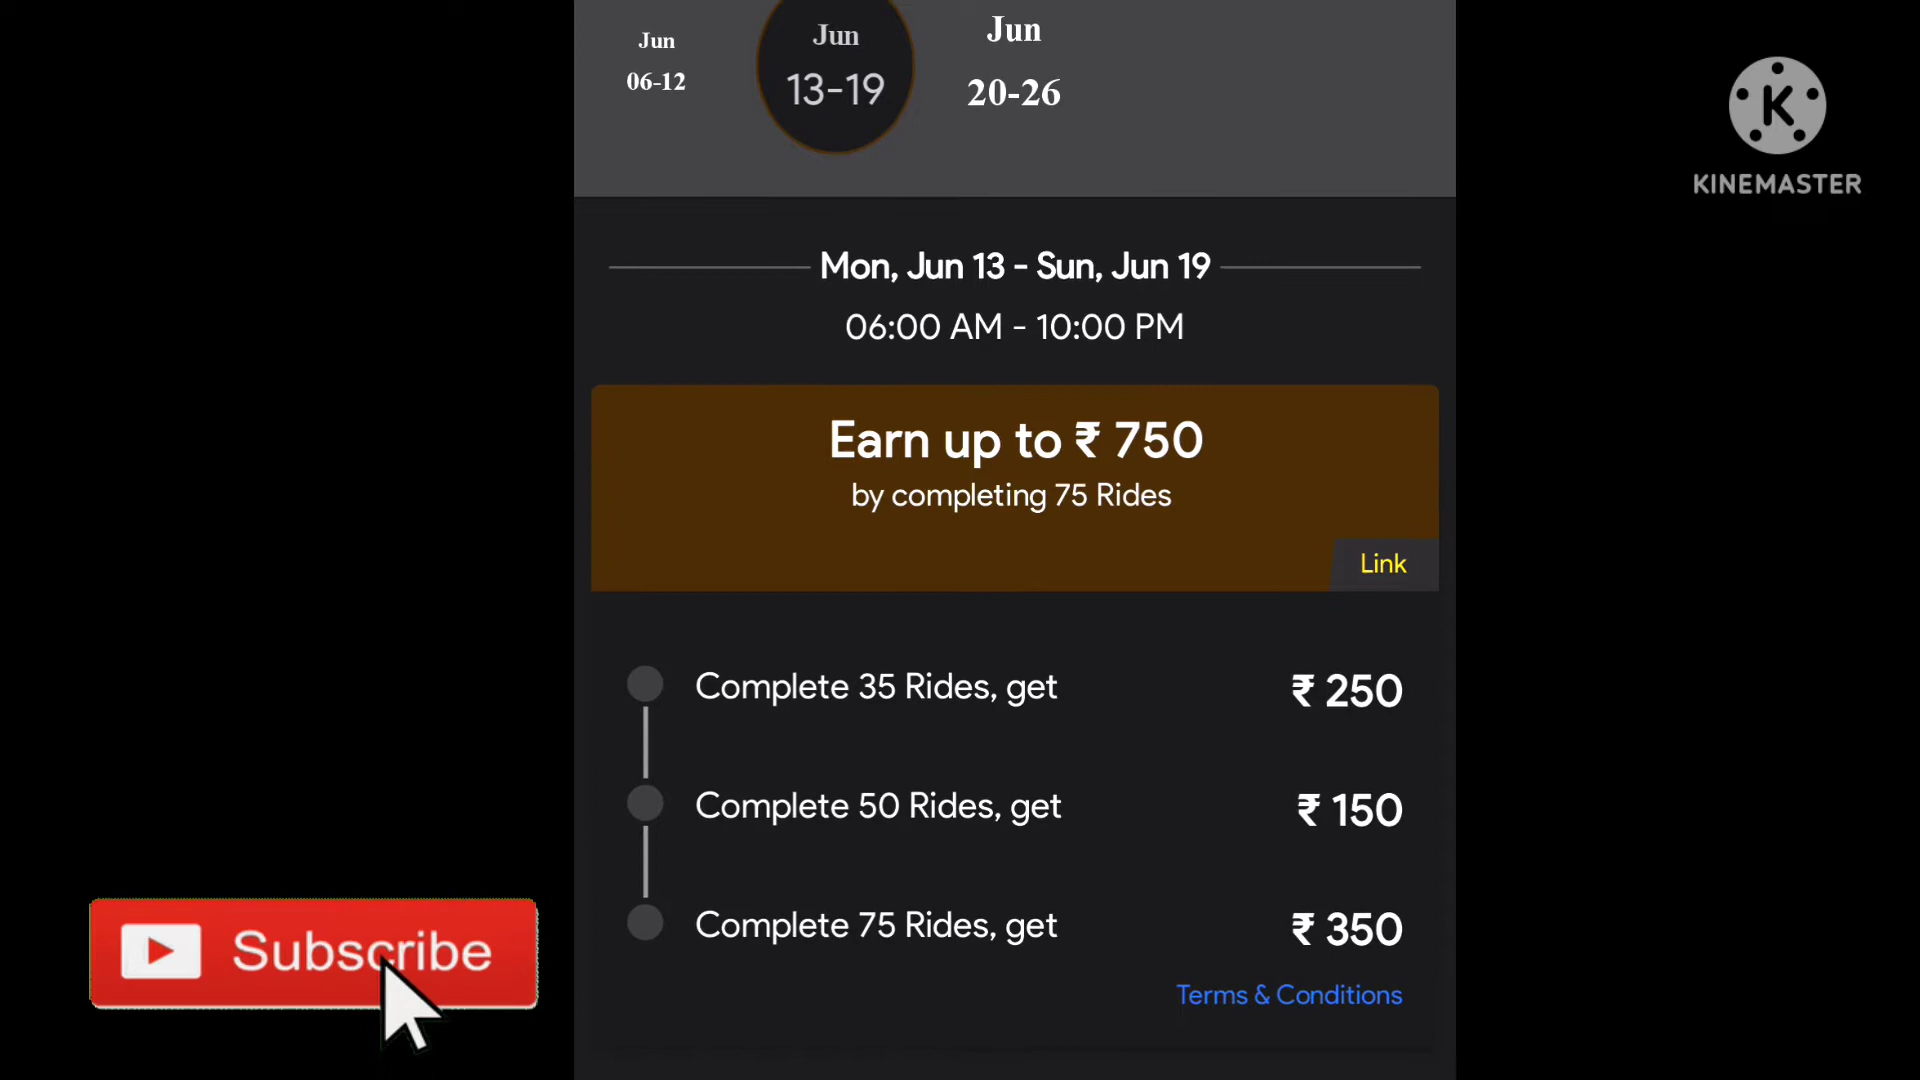 Jun
06-12
Jun
13-19
Jun
20-26
K
KINEMASTER
Mon, Jun 13 - Sun, Jun 19
06:00 AM - 10:00 PM
Earn up to ₹ 750
by completing 75 Rides
Link
Complete 35 Rides, get ₹ 250
Complete 50 Rides, get ₹ 150
Complete 75 Rides, get ₹ 350
Terms & Conditions
Subscribe